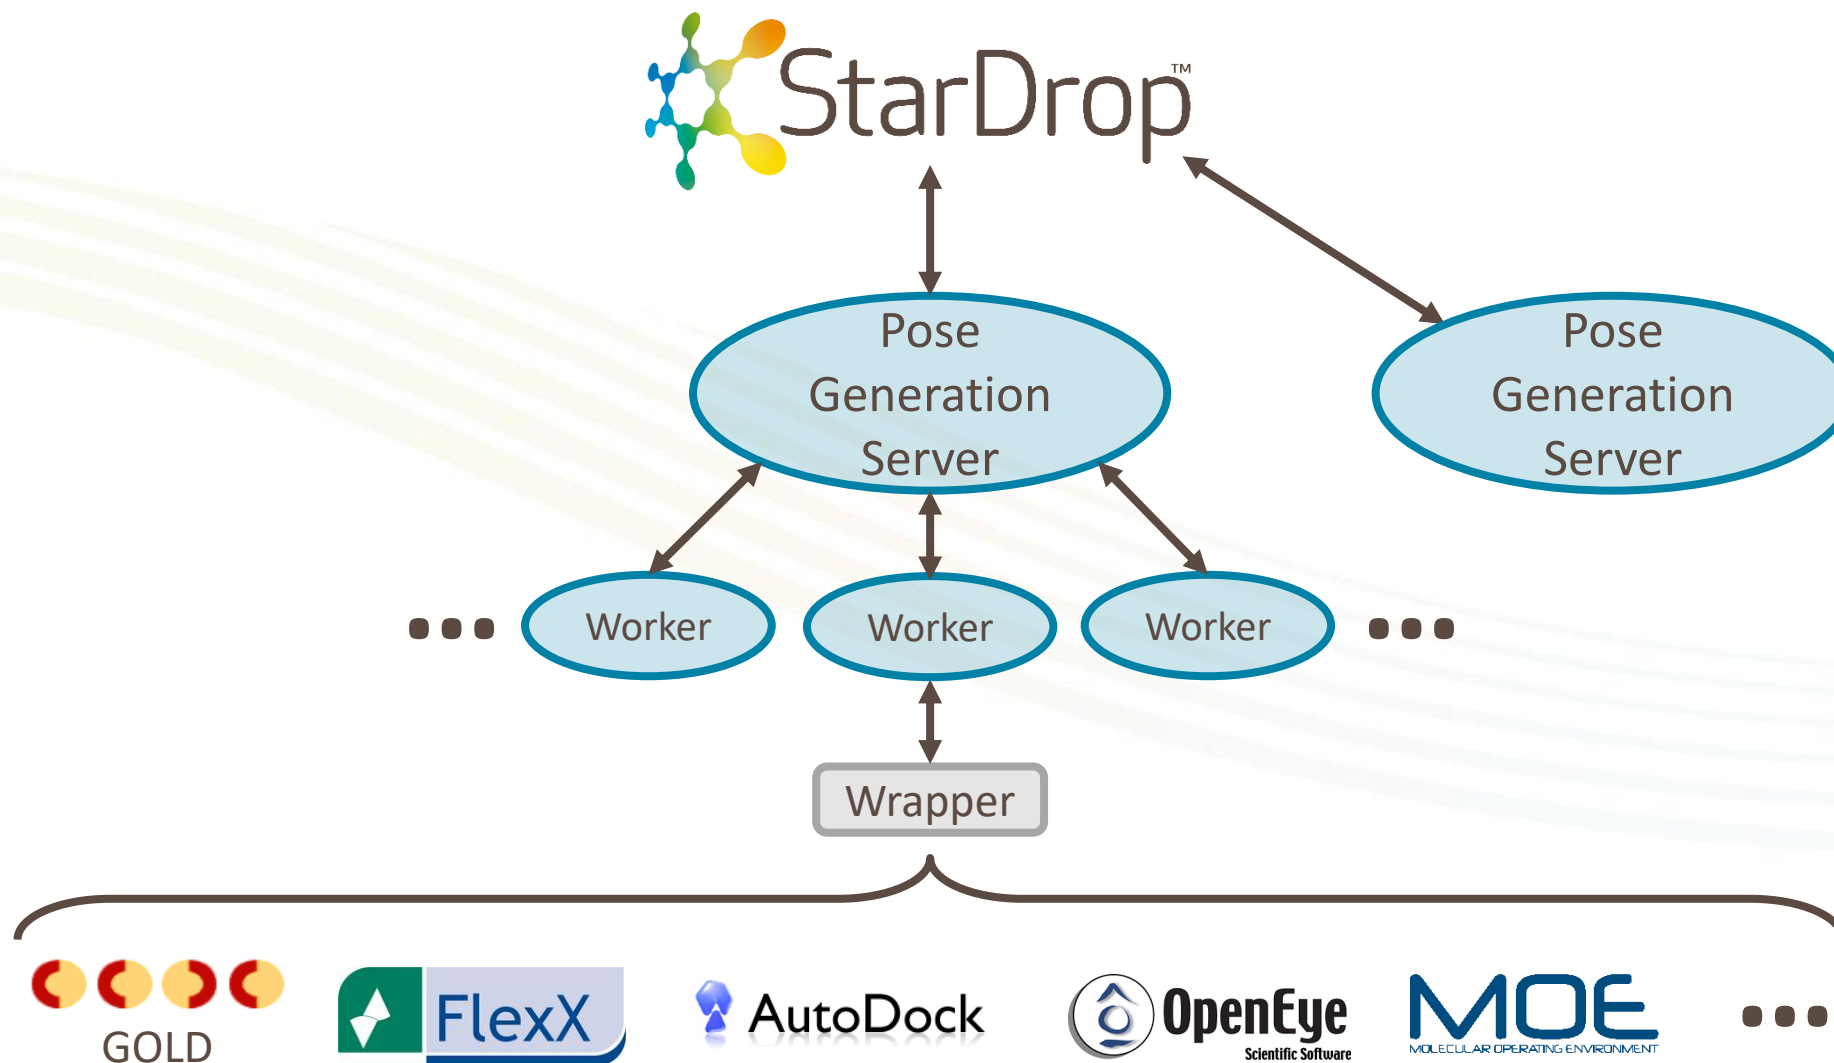 StarDrop™
Pose
Generation
Server
Pose
Generation
Server
Worker
Worker
Worker
Wrapper
GOLD
FlexX
AutoDock
OpenEye
Scientific Software
MOE
MOLECULAR OPERATING ENVIRONMENT